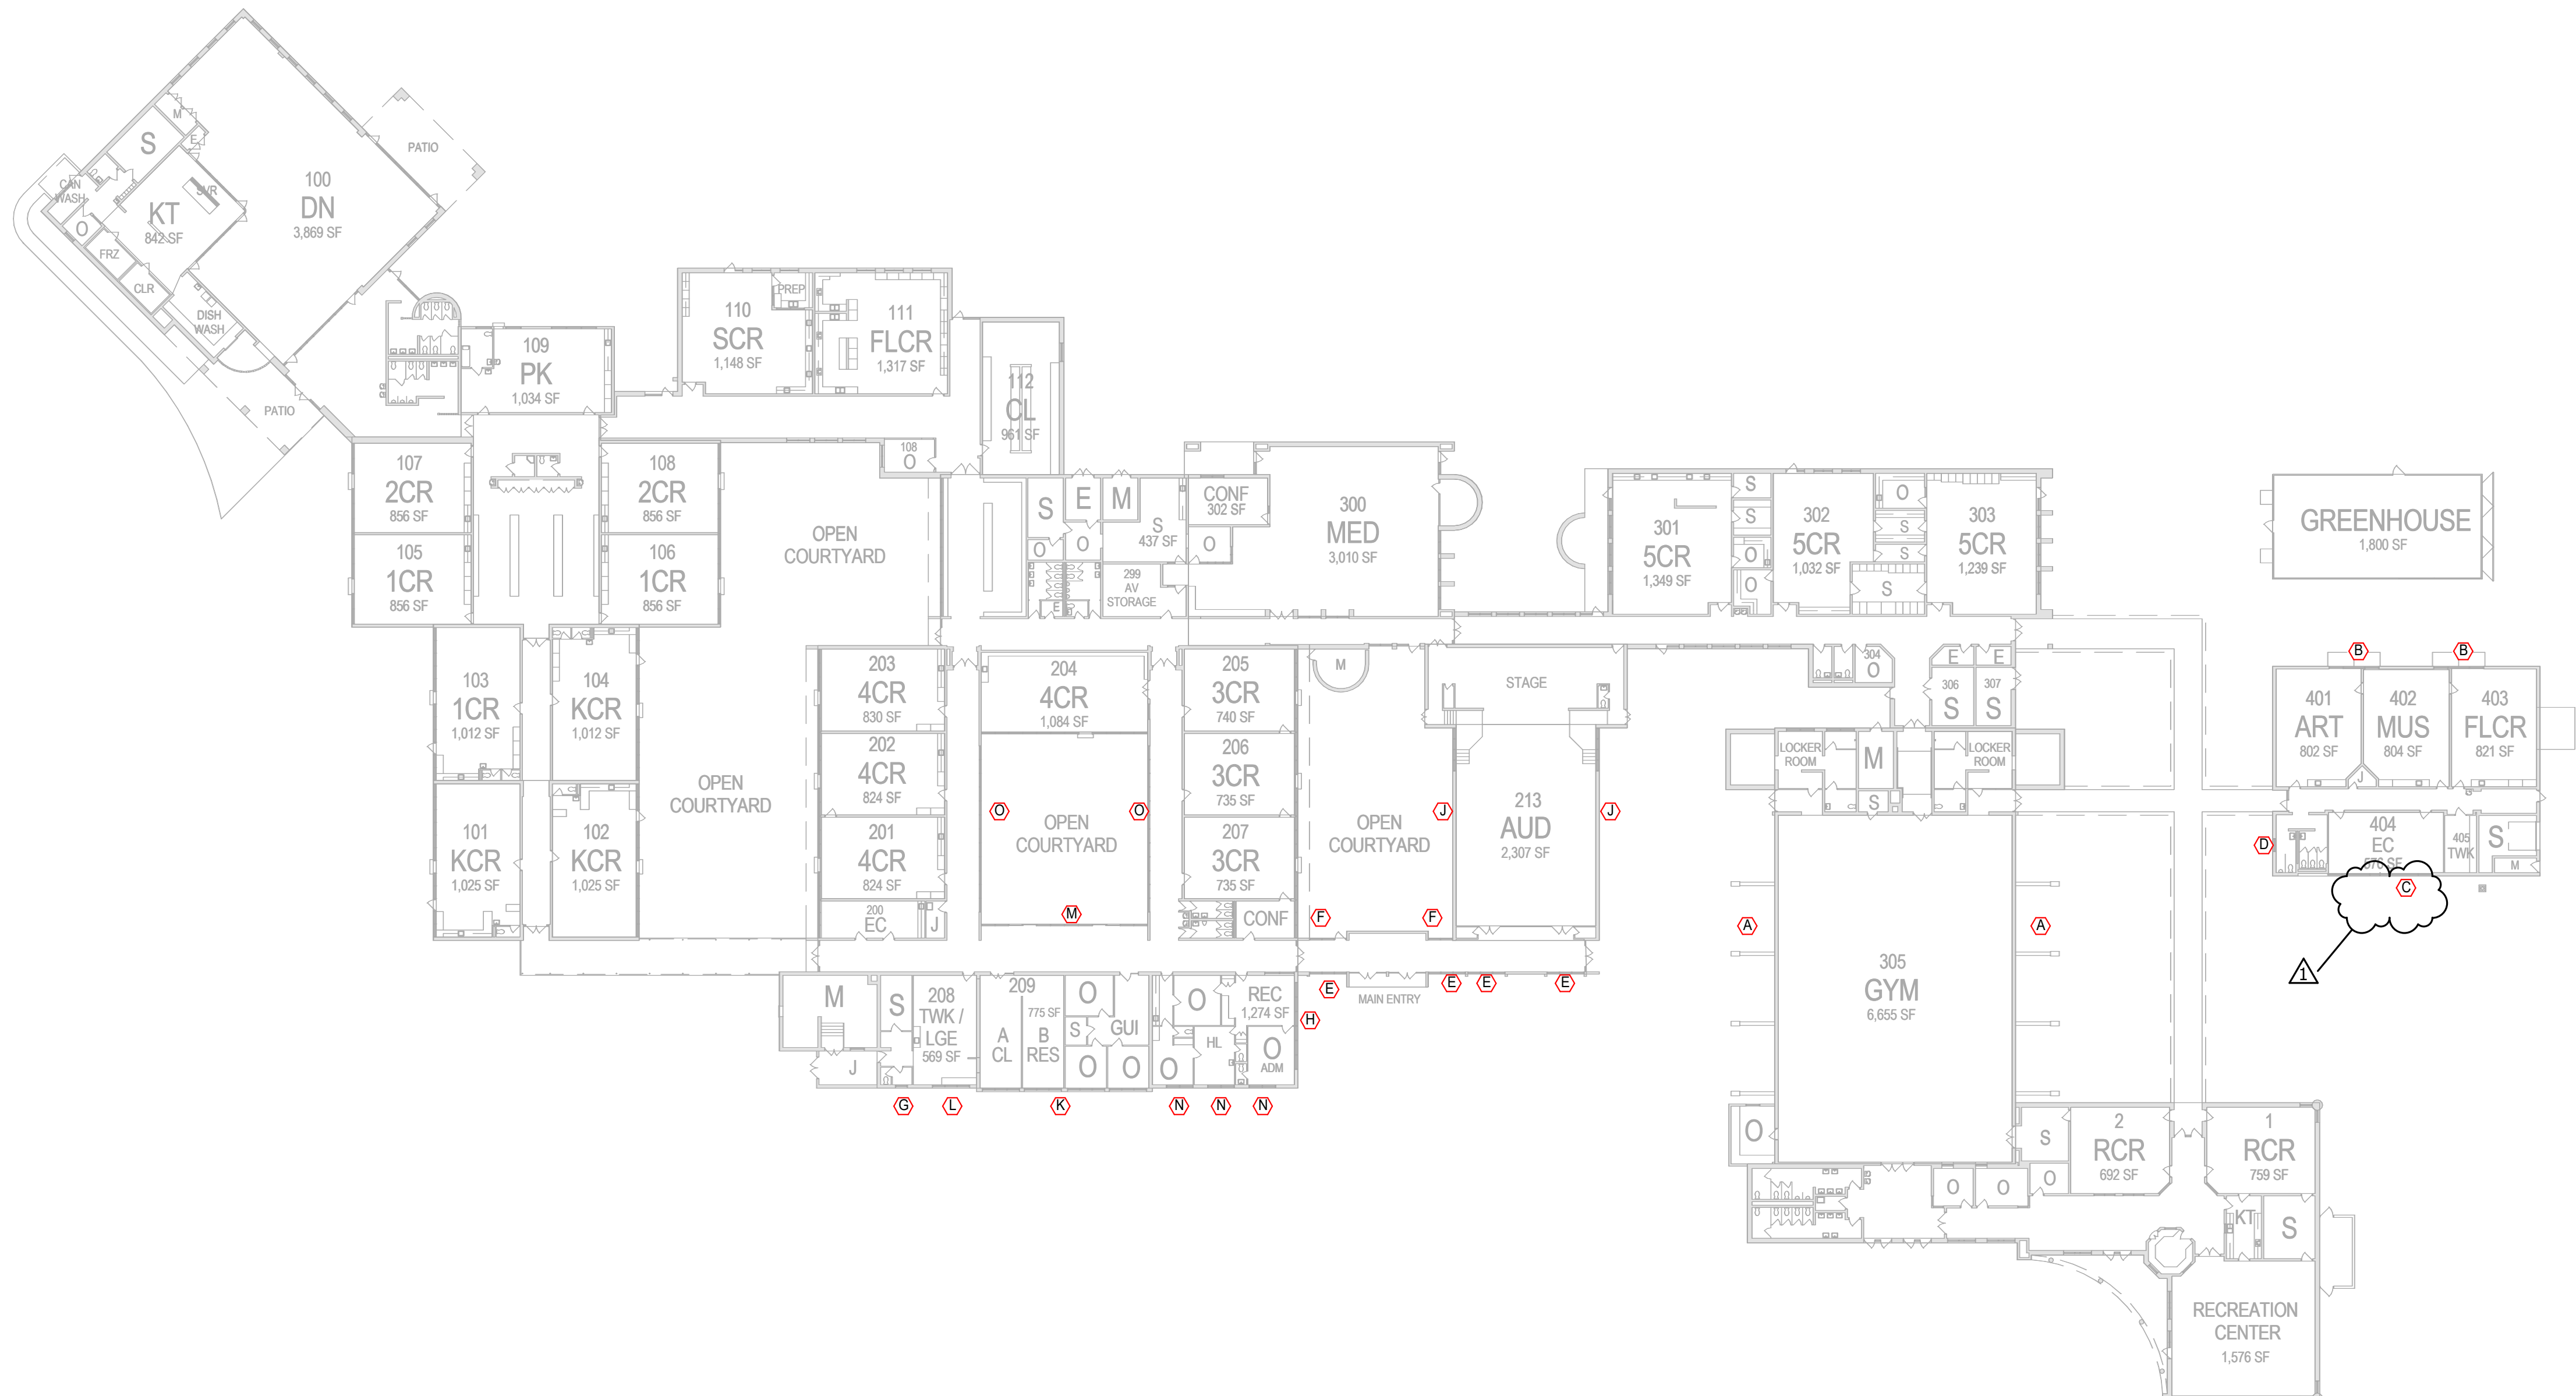 M
S
E
PATIO
CAN
WASH
SVR
100
DN
3,869 SF
KT
842 SF
O
FRZ
CLR
DISH
WASH
PATIO
109
PK
1,034 SF
110
SCR
1,148 SF
PREP
111
FLCR
1,317 SF
112
CL
961 SF
107
2CR
856 SF
108
2CR
856 SF
105
1CR
856 SF
106
1CR
856 SF
OPEN
COURTYARD
108
O
S
O
E
O
M
S
437 SF
E
299
AV
STORAGE
CONF
302 SF
O
300
MED
3,010 SF
301
5CR
1,349 SF
S
S
O
O
302
5CR
1,032 SF
O
S
S
S
303
5CR
1,239 SF
GREENHOUSE
1,800 SF
103
1CR
1,012 SF
104
KCR
1,012 SF
101
KCR
1,025 SF
102
KCR
1,025 SF
OPEN
COURTYARD
203
4CR
830 SF
202
4CR
824 SF
201
4CR
824 SF
200
EC
J
204
4CR
1,084 SF
O
O
OPEN
COURTYARD
M
205
3CR
740 SF
206
3CR
735 SF
207
3CR
735 SF
CONF
M
OPEN
COURTYARD
F
F
J
STAGE
213
AUD
2,307 SF
J
304
O
E
E
306
S
307
S
LOCKER
ROOM
M
S
LOCKER
ROOM
B
B
401
ART
802 SF
402
MUS
804 SF
403
FLCR
821 SF
J
D
404
EC
676 SF
405
TWK
S
M
C
1
A
A
305
GYM
6,655 SF
M
J
S
208
TWK /
LGE
569 SF
209
A
CL
775 SF
B
RES
O
S
GUI
O
O
O
O
HL
REC
1,274 SF
O
ADM
H
E
MAIN ENTRY
E
E
E
G
L
K
N
N
N
O
S
2
RCR
692 SF
1
RCR
759 SF
O
O
O
KT
S
RECREATION
CENTER
1,576 SF